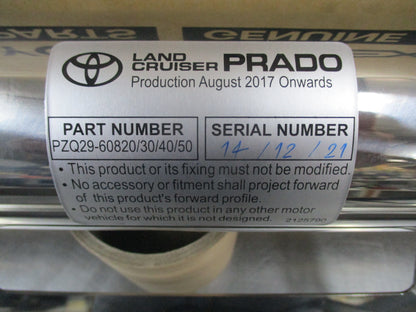 PARTS
LAND
CRUISER PRADO
Production August 2017 Onwards
PART NUMBER
PZQ29-60820/30/40/50
SERIAL NUMBER
14 / 12 / 21
• This product or its fixing must not be modified.
• No accessory or fitment shall project forward
of this product's forward profile.
• Do not use this product in any other motor
vehicle for which it is not designed. 2125790